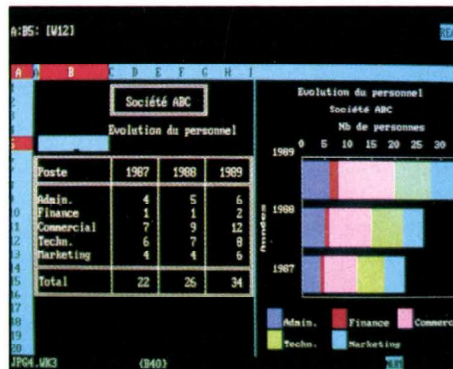 A:B5: [W12]
A A B C D E F G H I
Société ABC
Evolution du personnel
Poste 1987 1988 1989
Admin. 4 5 6
Finance 1 1 2
Commercial 7 9 12
Techn. 6 7 8
Marketing 4 4 6
Total 22 26 34
Evolution du personnel
Société ABC
Nb de personnes
0 5 10 15 20 25 30
1989
1988
1987
Années
Admin. Finance Commerc
Techn. Marketing
JPG4.WK3 {B40}